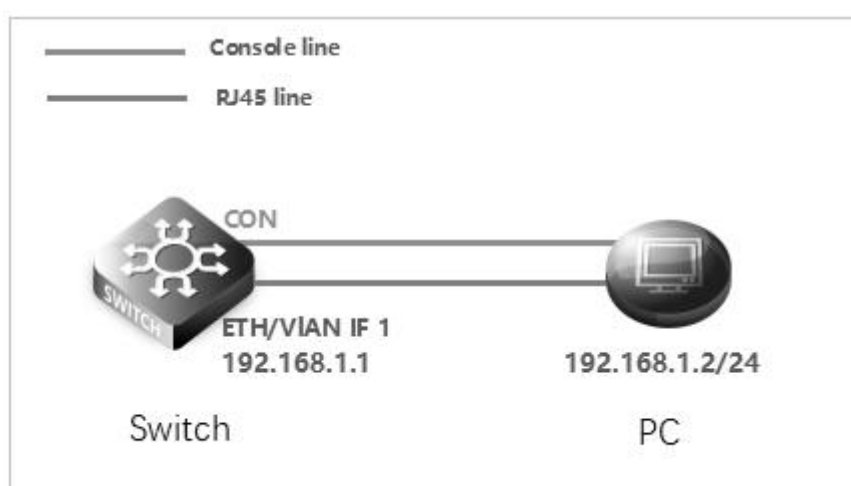 Console line
RJ45 line
CON
SWITCH
ETH/VlAN IF 1
192.168.1.1
192.168.1.2/24
Switch
PC